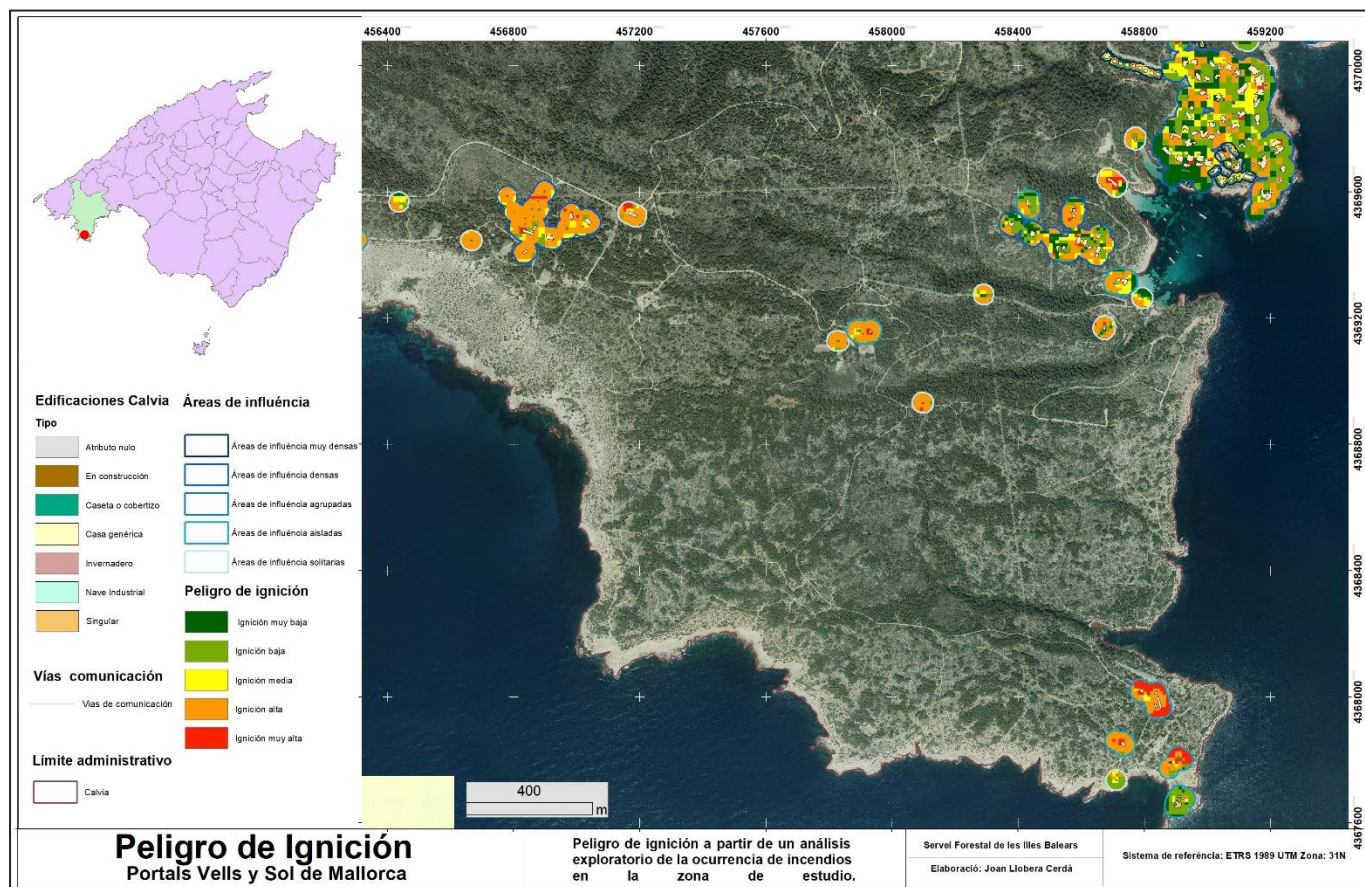 456400 456800 457200 457600 458000 458400 458800 459200
4370000
4369600
4369200
4368800
4368400
4368000
4367600
Edificaciones Calvia
Tipo
Atributo nulo
En construcción
Caseta o cobertizo
Casa genérica
Invernadero
Nave Industrial
Singular
Vías comunicación
Vias de comunicación
Límite administrativo
Calvia
Áreas de influéncia
Áreas de influéncia muy densas
Áreas de influéncia densas
Áreas de influéncia agrupadas
Áreas de influéncia aisladas
Áreas de influéncia solitarias
Peligro de ignición
Ignición muy baja
Ignición baja
Ignición media
Ignición alta
Ignición muy alta
400
m
Peligro de Ignición
Portals Vells y Sol de Mallorca
Peligro de ignición a partir de un análisis
exploratorio de la ocurrencia de incendios
en la zona de estudio.
Servei Forestal de les Illes Balears
Elaboració: Joan Llobera Cerdà
Sistema de referéncia: ETRS 1989 UTM Zona: 31N